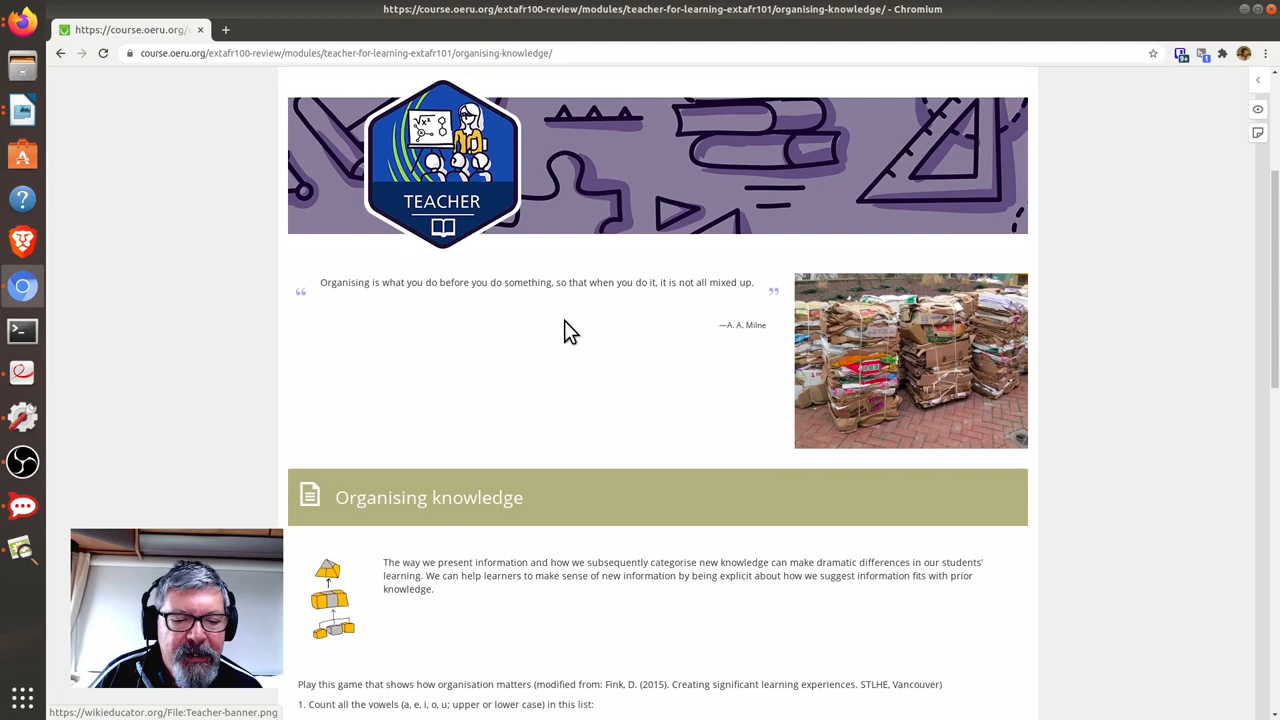 https://course.oeru.org/extafr100-review/modules/teacher-for-learning-extafr101/organising-knowledge/ - Chromium
https://course.oeru.org/
course.oeru.org/extafr100-review/modules/teacher-for-learning-extafr101/organising-knowledge/
TEACHER
“ Organising is what you do before you do something, so that when you do it, it is not all mixed up. ”
—A. A. Milne
Organising knowledge
The way we present information and how we subsequently categorise new knowledge can make dramatic differences in our students’
learning. We can help learners to make sense of new information by being explicit about how we suggest information fits with prior
knowledge.
Play this game that shows how organisation matters (modified from: Fink, D. (2015). Creating significant learning experiences. STLHE, Vancouver)
1. Count all the vowels (a, e, i, o, u; upper or lower case) in this list:
https://wikieducator.org/File:Teacher-banner.png